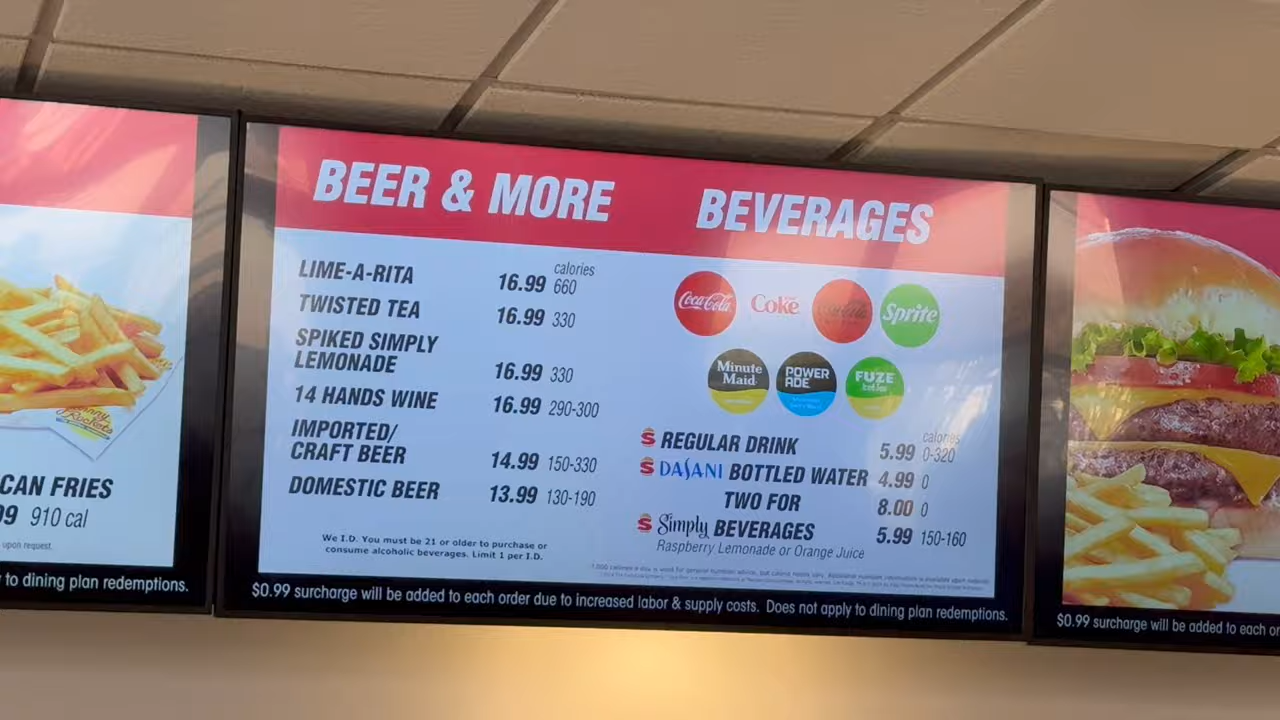 BEER & MORE
LIME-A-RITA 16.99 calories 660
TWISTED TEA 16.99 330
SPIKED SIMPLY
LEMONADE 16.99 330
14 HANDS WINE 16.99 290-300
IMPORTED/
CRAFT BEER 14.99 150-330
DOMESTIC BEER 13.99 130-190
We I.D. You must be 21 or older to purchase or
consume alcoholic beverages. Limit 1 per I.D.
BEVERAGES
Coca-Cola
Diet Coke
Sprite
Minute
Maid
POWER
ADE
FUZE
calories
REGULAR DRINK 5.99 0-320
DASANI BOTTLED WATER 4.99 0
TWO FOR 8.00 0
Simply BEVERAGES 5.99 150-160
Raspberry Lemonade or Orange Juice
$0.99 surcharge will be added to each order due to increased labor & supply costs. Does not apply to dining plan redemptions.
Johnny
Rockets
CAN FRIES
99 910 cal
upon request.
to dining plan redemptions.
$0.99 surcharge will be added to each or